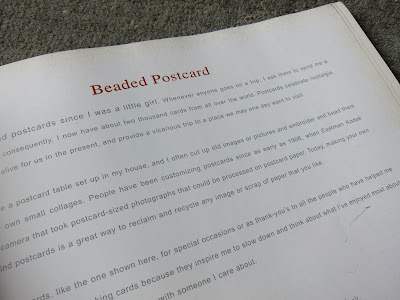 Beaded Postcard
nd postcards since I was a little girl. Whenever anyone goes on a trip, I ask them to send me a
consequently, I now have about two thousand cards from all over the world. Postcards celebrate nostalgia,
alive for us in the present, and provide a vicarious trip to a place we may one day want to visit.
e a postcard table set up in my house, and I often cut up old images or pictures and embroider and bead them
own small collages. People have been customizing postcards since as early as 1906, when Eastman Kodak
camera that took postcard-sized photographs that could be processed on postcard paper. Today, making your own
nd postcards is a great way to reclaim and recycle any image or scrap of paper that you like.
ards, like the one shown here, for special occasions or as thank-you's to all the people who have helped me
king cards because they inspire me to slow down and think about what I've enjoyed most about
with someone I care about.